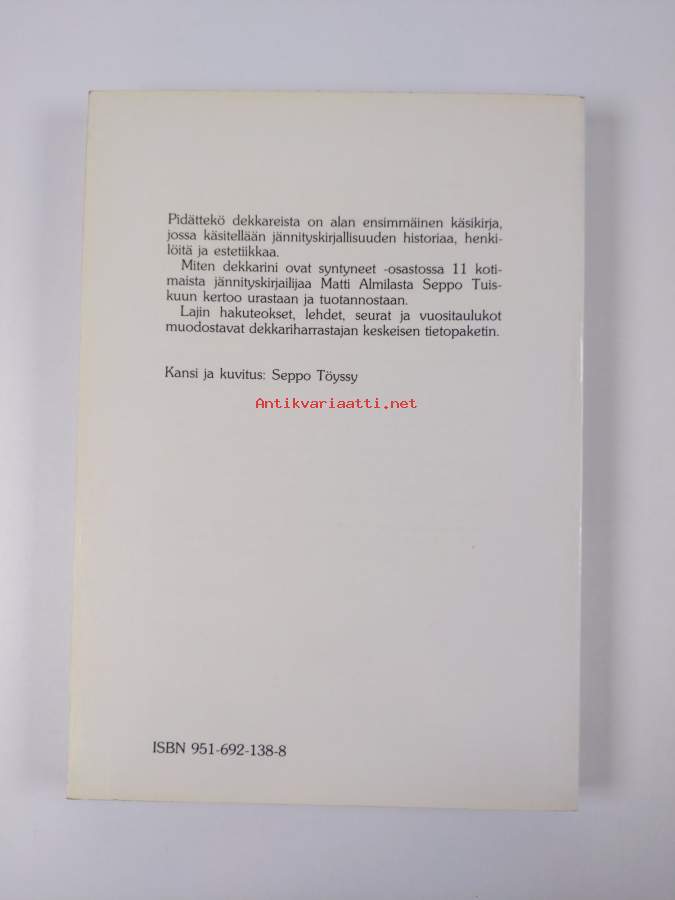 Pidättekö dekkareista on alan ensimmäinen käsikirja,
jossa käsitellään jännityskirjallisuuden historiaa, henki-
löitä ja estetiikkaa.
Miten dekkarini ovat syntyneet -osastossa 11 koti-
maista jännityskirjailijaa Matti Almilasta Seppo Tuis-
kuun kertoo urastaan ja tuotannostaan.
Lajin hakuteokset, lehdet, seurat ja vuositaulukot
muodostavat dekkariharrastajan keskeisen tietopaketin.
Kansi ja kuvitus: Seppo Töyssy
Antikvariaatti.net
ISBN 951-692-138-8